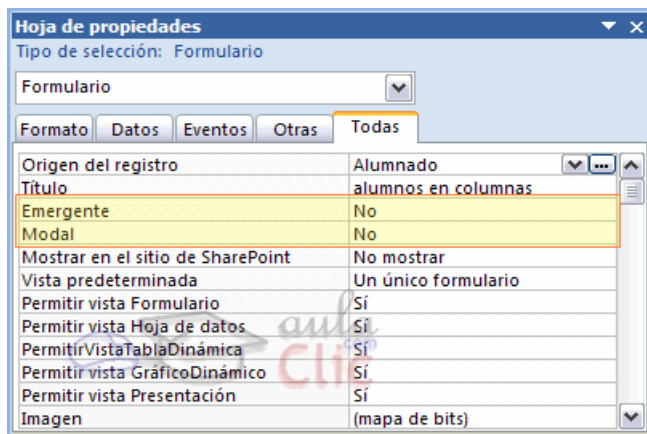 Hoja de propiedades
Tipo de selección: Formulario
Formulario
Formato Datos Eventos Otras Todas
Origen del registro Alumnado
Título alumnos en columnas
Emergente No
Modal No
Mostrar en el sitio de SharePoint No mostrar
Vista predeterminada Un único formulario
Permitir vista Formulario Sí
Permitir vista Hoja de datos Sí
PermitirVistaTablaDinámica Sí
Permitir vista GráficoDinámico Sí
Permitir vista Presentación Sí
Imagen (mapa de bits)
aula
Clic
.com